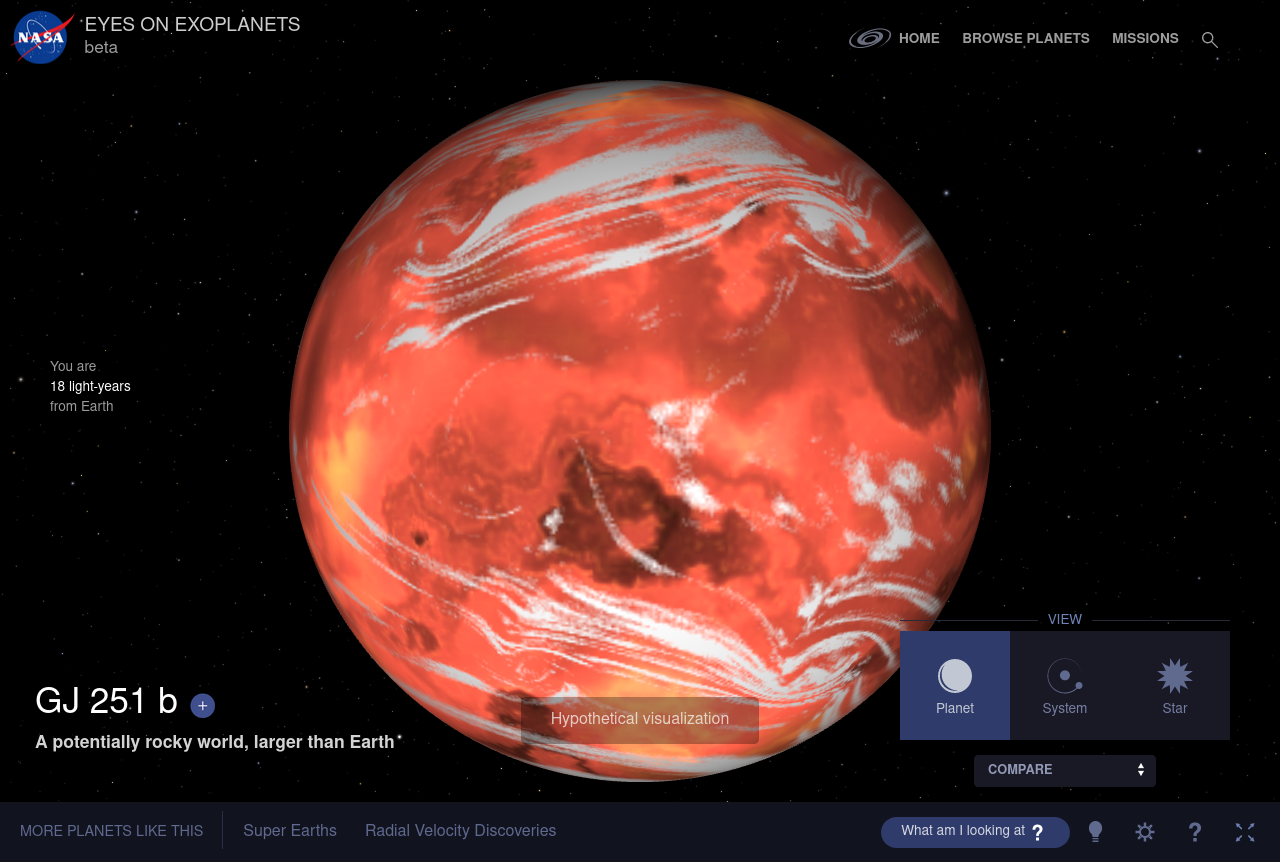 NASA
EYES ON EXOPLANETS
beta
HOME
BROWSE PLANETS
MISSIONS
You are
18 light-years
from Earth
VIEW
Planet
System
Star
GJ 251 b +
A potentially rocky world, larger than Earth
Hypothetical visualization
COMPARE
MORE PLANETS LIKE THIS
Super Earths
Radial Velocity Discoveries
What am I looking at ?
?